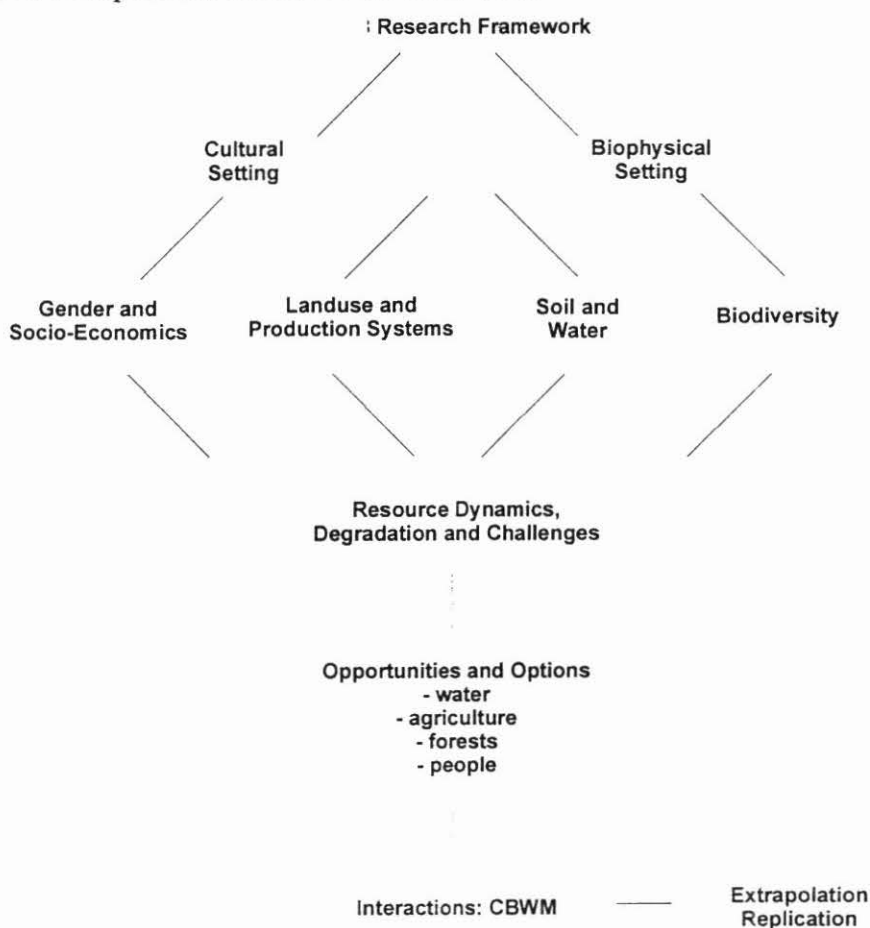 : Research Framework
Cultural
Setting
Biophysical
Setting
Gender and
Socio-Economics
Landuse and
Production Systems
Soil and
Water
Biodiversity
Resource Dynamics,
Degradation and Challenges
Opportunities and Options
- water
- agriculture
- forests
- people
Interactions: CBWM
Extrapolation
Replication